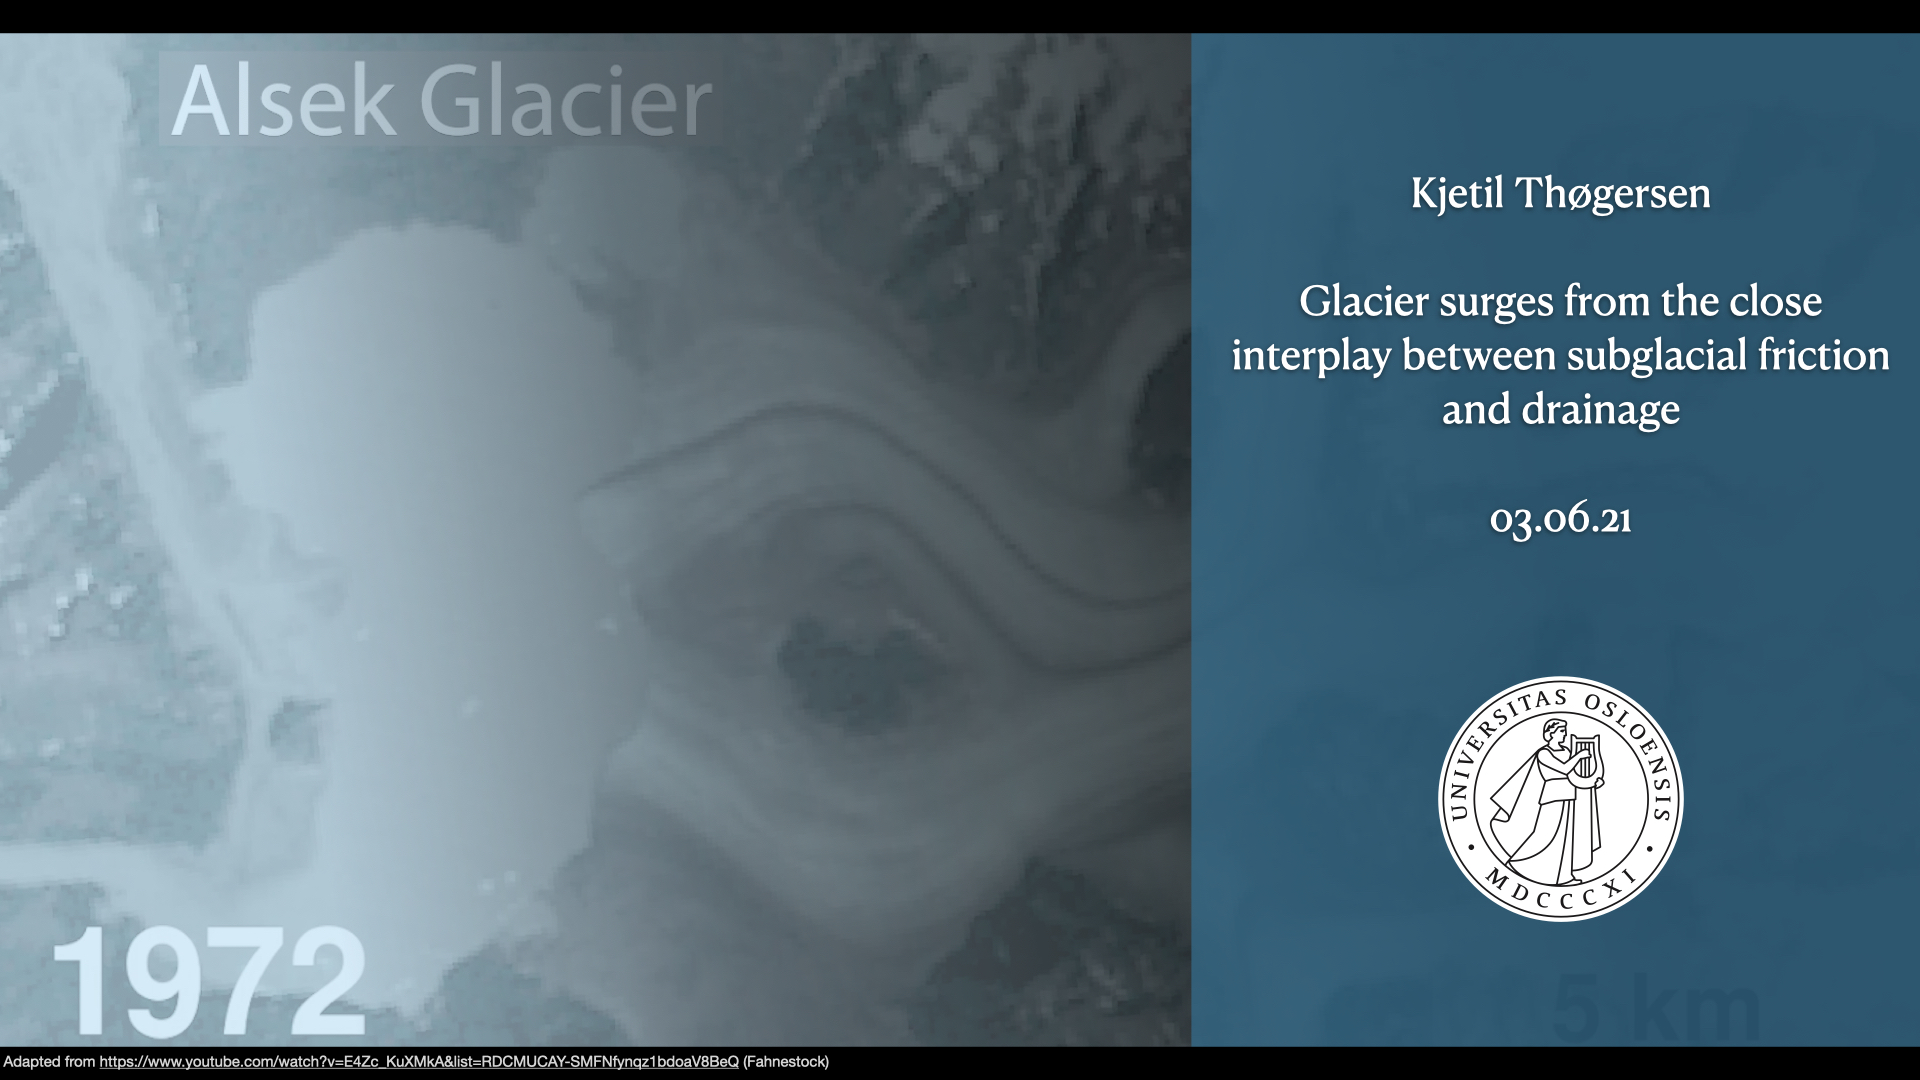 Alsek Glacier
Kjetil Thøgersen
Glacier surges from the close
interplay between subglacial friction
and drainage
03.06.21
UNIVERSITAS OSLOENSIS
MDCCCXI
1972
5 km
Adapted from https://www.youtube.com/watch?v=E4Zc_KuXMkA&list=RDCMUCAY-SMFNfynqz1bdoaV8BeQ (Fahnestock)